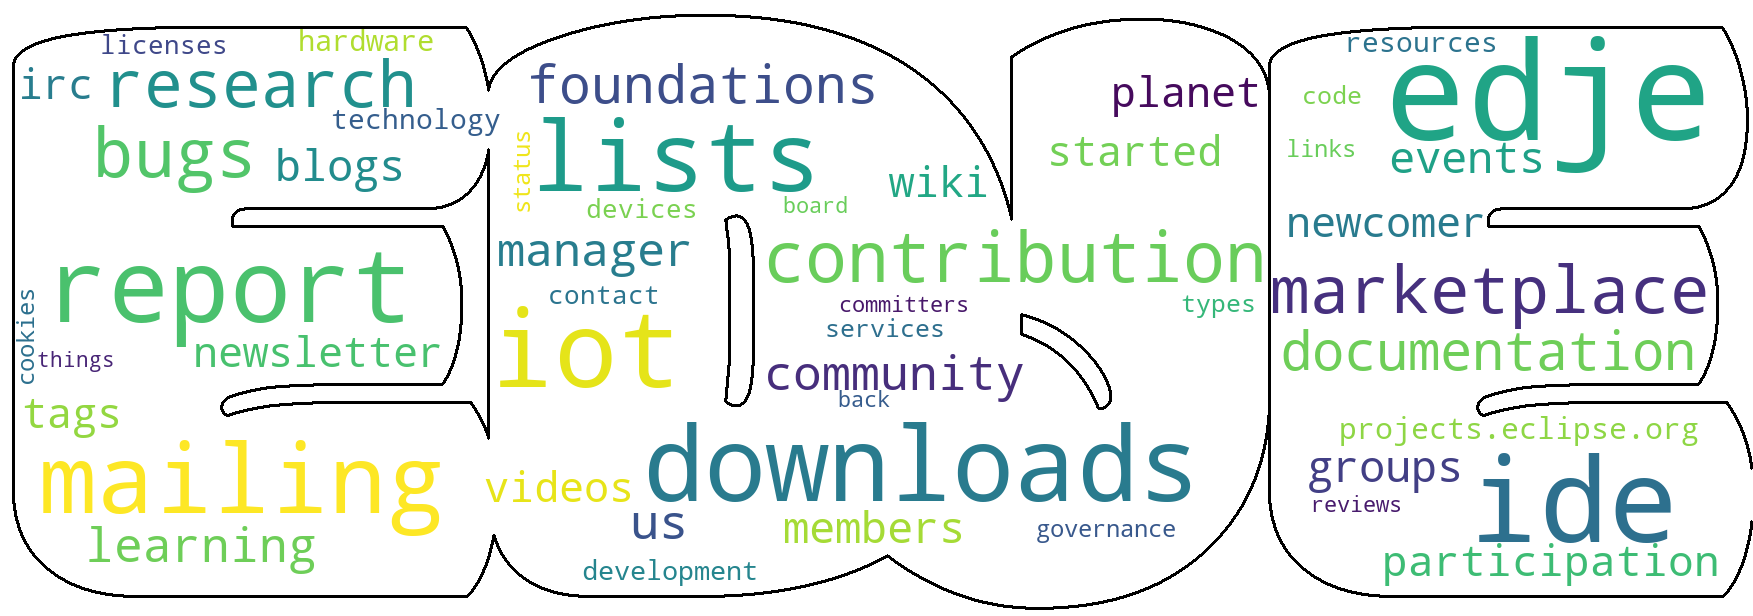 licenses
hardware
irc
research
technology
bugs
blogs
report
cookies
things
newsletter
tags
mailing
learning
foundations
lists
status
devices
board
wiki
manager
contact
iot
contribution
committers
services
types
community
back
downloads
videos
us
members
governance
development
planet
started
resources
edje
code
links
events
newcomer
marketplace
documentation
projects.eclipse.org
groups
ide
reviews
participation